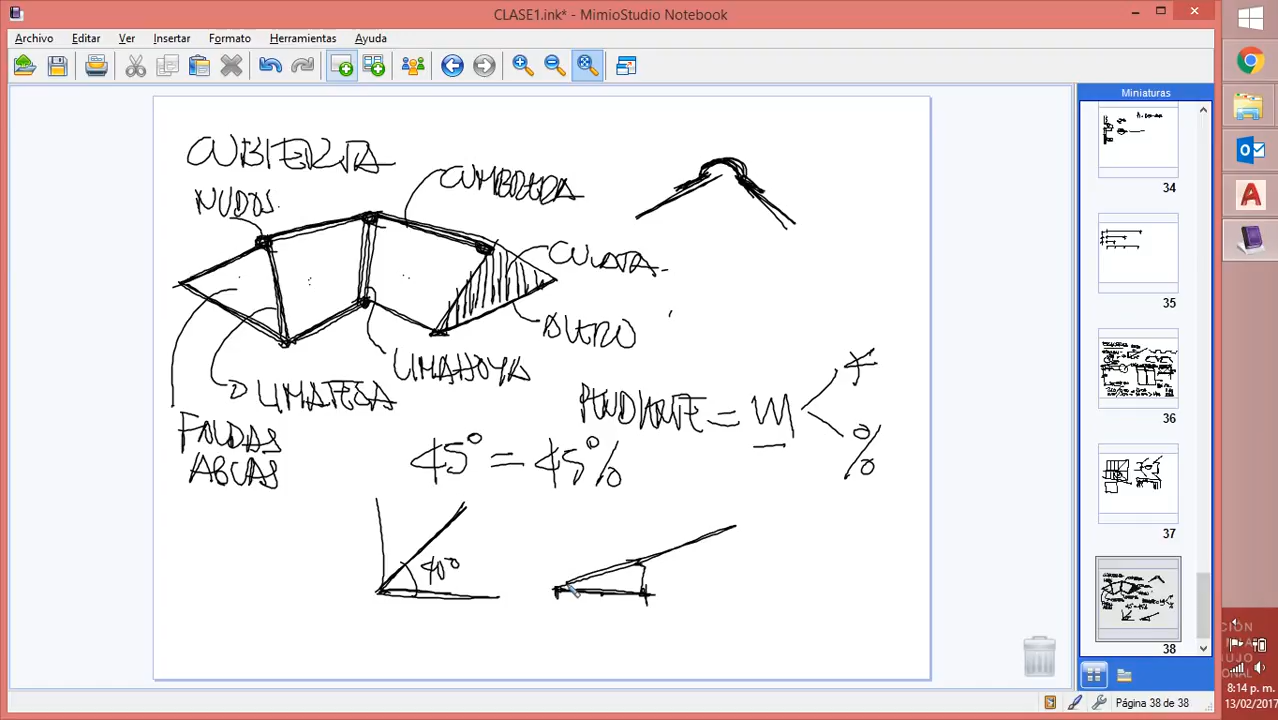 CLASE1.ink* - MimioStudio Notebook
Archivo Editar Ver Insertar Formato Herramientas Ayuda
Miniaturas
CUBIERTA
NUDOS.
CUMBRERA
CULATA.
ALERO
LIMAHOYA
LIMATESA
FALDAS
AGUAS
PENDIENTE = M
%
45° = 45%
40°
34
35
36
37
38
Página 38 de 38
8:14 p. m.
13/02/2017